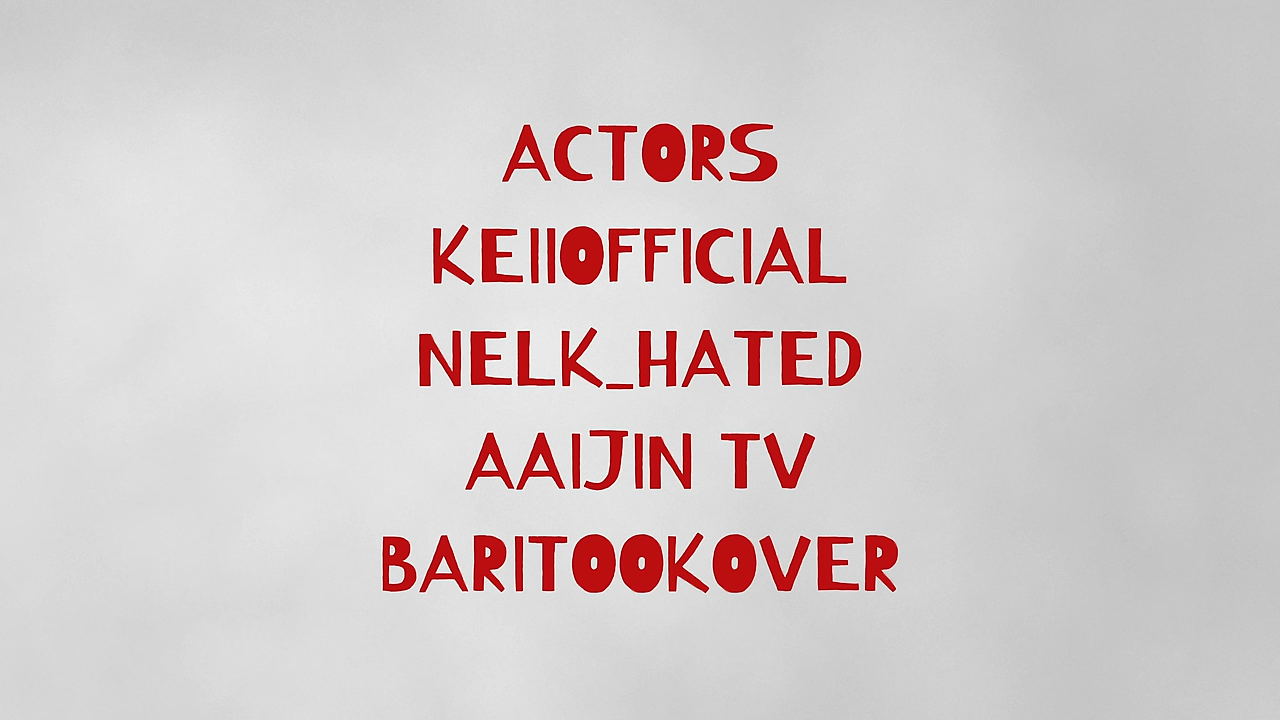 ACTORS
KEIIOFFICIAL
NELK_HATED
AAIJIN TV
BARITOOKOVER